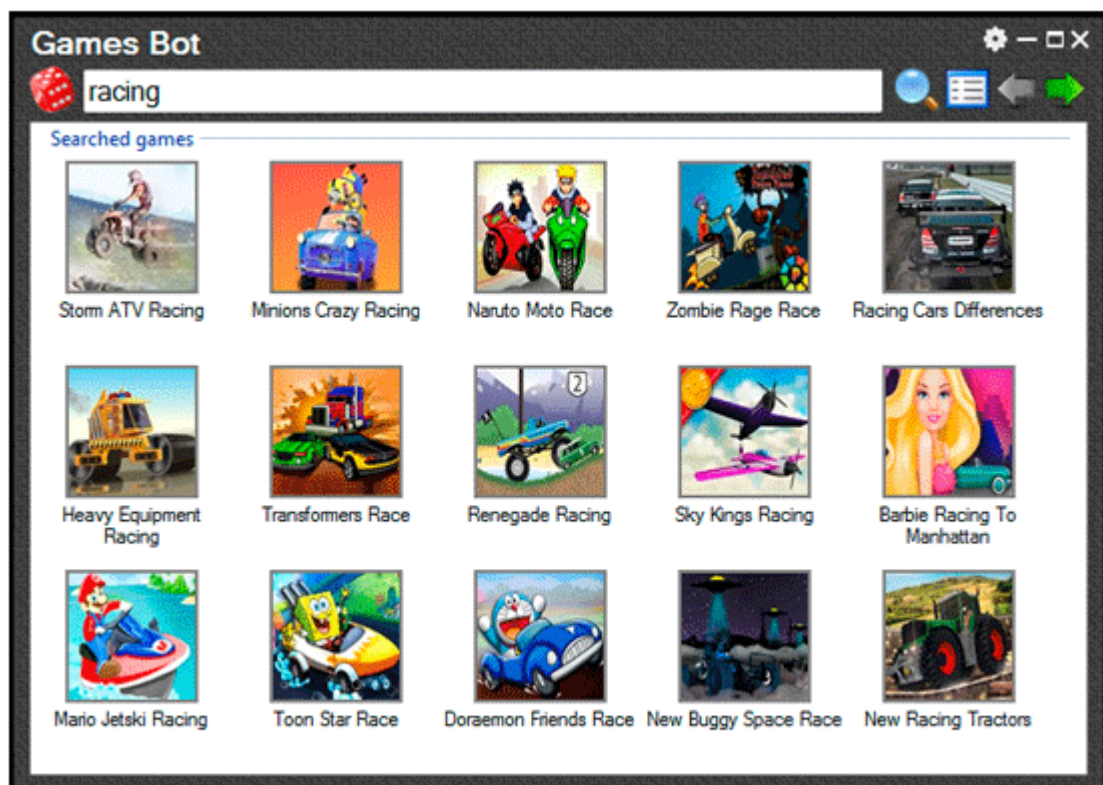 Games Bot
racing
Searched games
Storm ATV Racing
Minions Crazy Racing
Naruto Moto Race
Zombie Rage Race
Racing Cars Differences
2
Heavy Equipment
Racing
Transformers Race
Renegade Racing
Sky Kings Racing
Barbie Racing To
Manhattan
M
Mario Jetski Racing
Toon Star Race
Doraemon Friends Race
New Buggy Space Race
New Racing Tractors